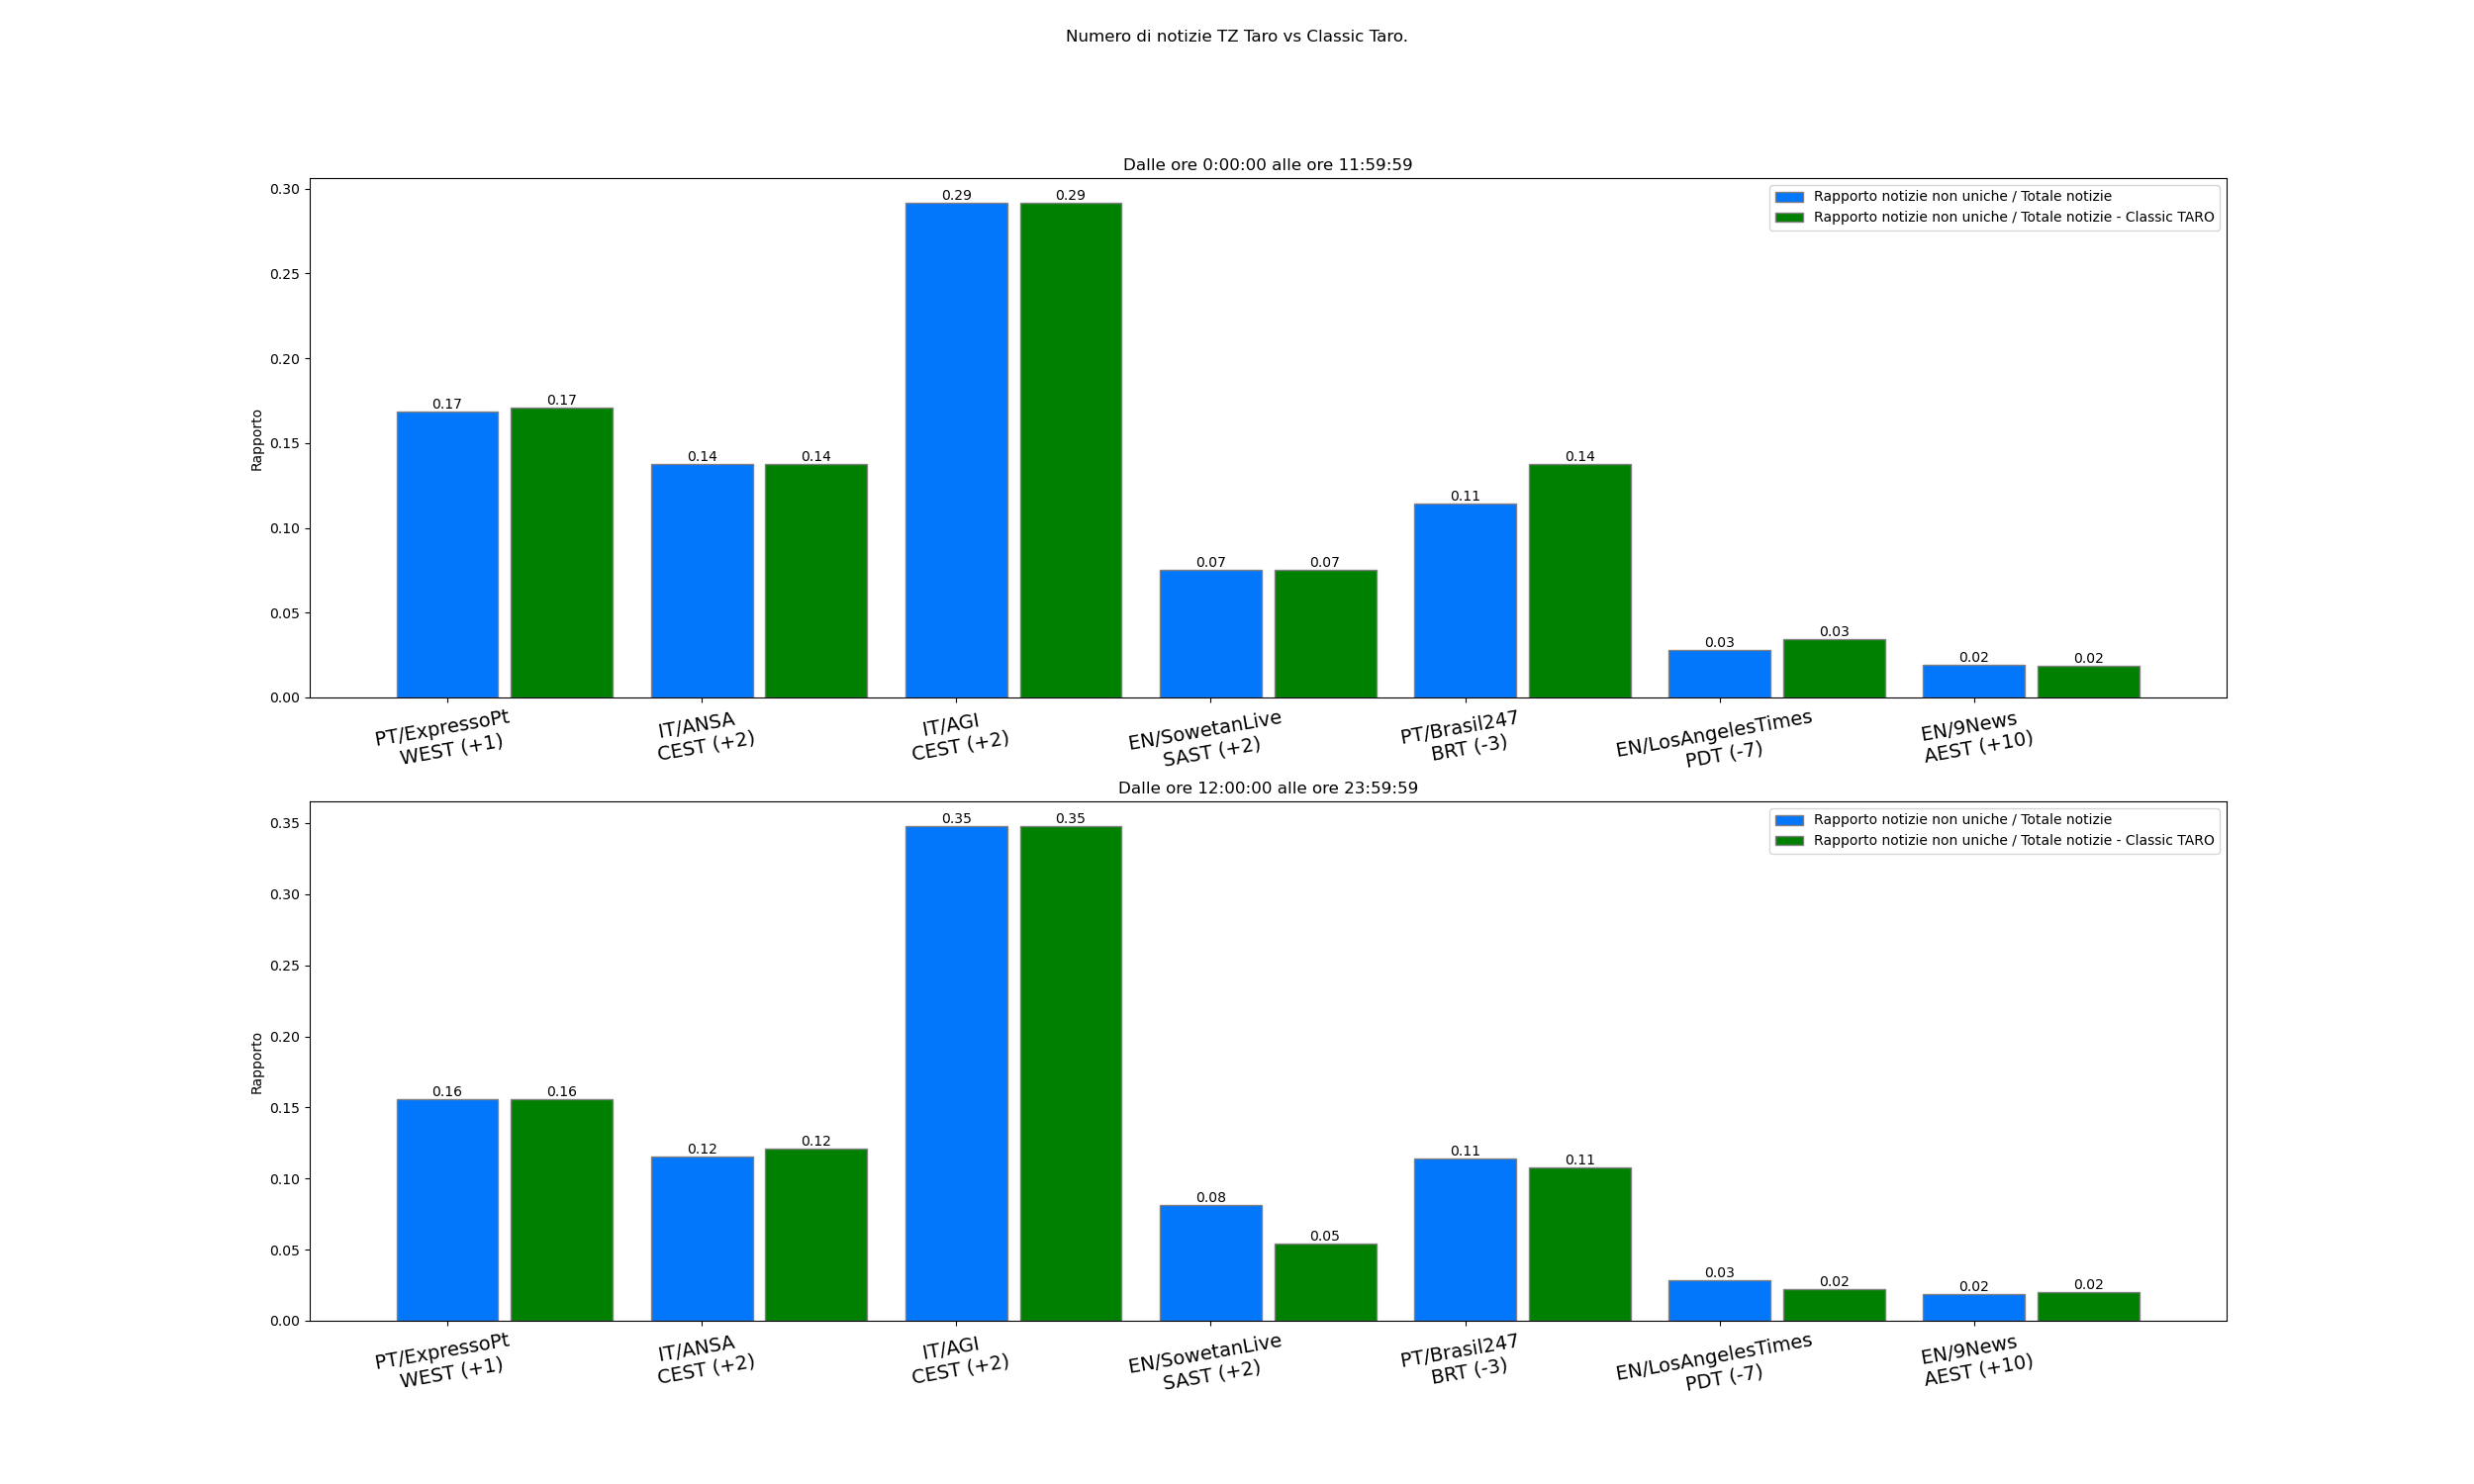 Numero di notizie TZ Taro vs Classic Taro.
Dalle ore 0:00:00 alle ore 11:59:59
Rapporto notizie non uniche / Totale notizie
Rapporto notizie non uniche / Totale notizie - Classic TARO
Rapporto
0.30
0.25
0.20
0.15
0.10
0.05
0.00
0.17
0.17
0.14
0.14
0.29
0.29
0.07
0.07
0.11
0.14
0.03
0.03
0.02
0.02
PT/ExpressoPt
WEST (+1)
IT/ANSA
CEST (+2)
IT/AGI
CEST (+2)
EN/SowetanLive
SAST (+2)
PT/Brasil247
BRT (-3)
EN/LosAngelesTimes
PDT (-7)
EN/9News
AEST (+10)
Dalle ore 12:00:00 alle ore 23:59:59
Rapporto notizie non uniche / Totale notizie
Rapporto notizie non uniche / Totale notizie - Classic TARO
Rapporto
0.35
0.30
0.25
0.20
0.15
0.10
0.05
0.00
0.16
0.16
0.12
0.12
0.35
0.35
0.08
0.05
0.11
0.11
0.03
0.02
0.02
0.02
PT/ExpressoPt
WEST (+1)
IT/ANSA
CEST (+2)
IT/AGI
CEST (+2)
EN/SowetanLive
SAST (+2)
PT/Brasil247
BRT (-3)
EN/LosAngelesTimes
PDT (-7)
EN/9News
AEST (+10)